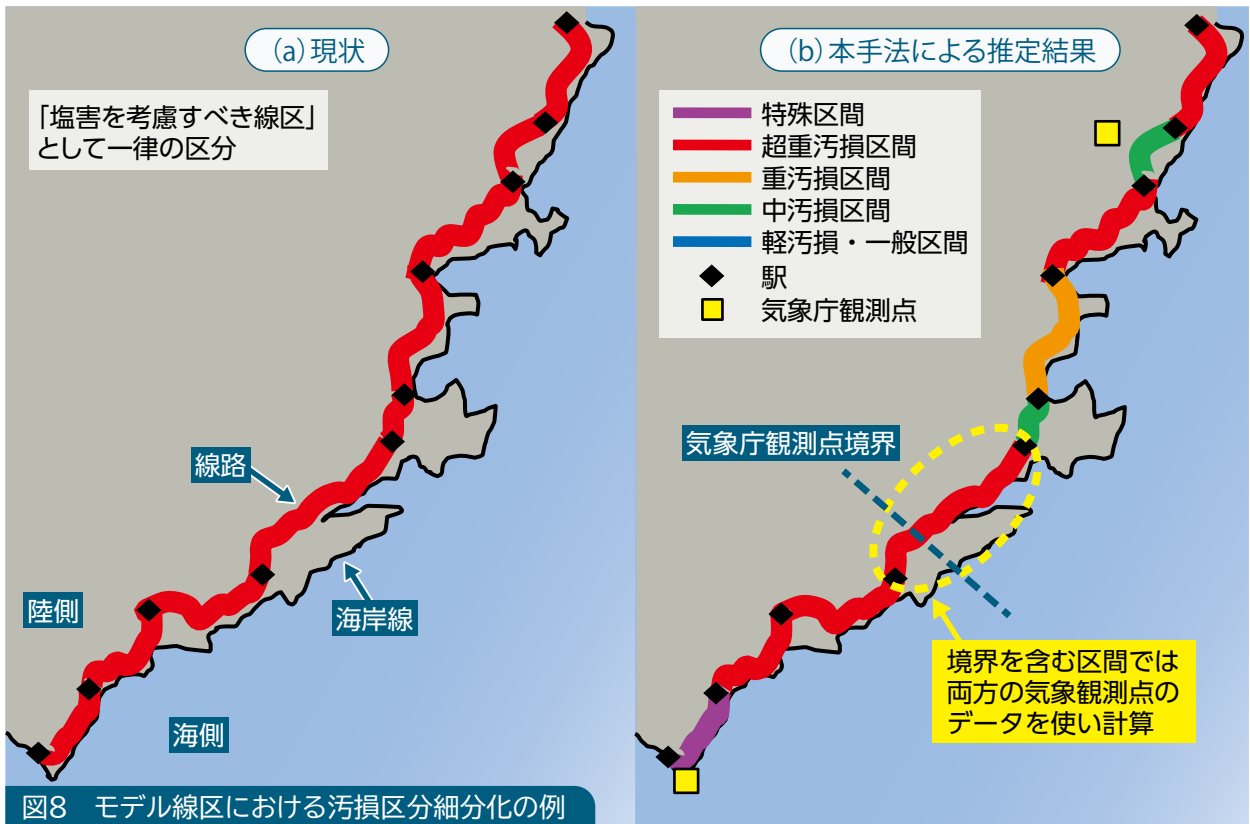 (a)現状
「塩害を考慮すべき線区」
として一律の区分
線路
海岸線
陸側
海側
(b)本手法による推定結果
特殊区間
超重汚損区間
重汚損区間
中汚損区間
軽汚損・一般区間
駅
気象庁観測点
気象庁観測点境界
境界を含む区間では
両方の気象観測点の
データを使い計算
図8 モデル線区における汚損区分細分化の例